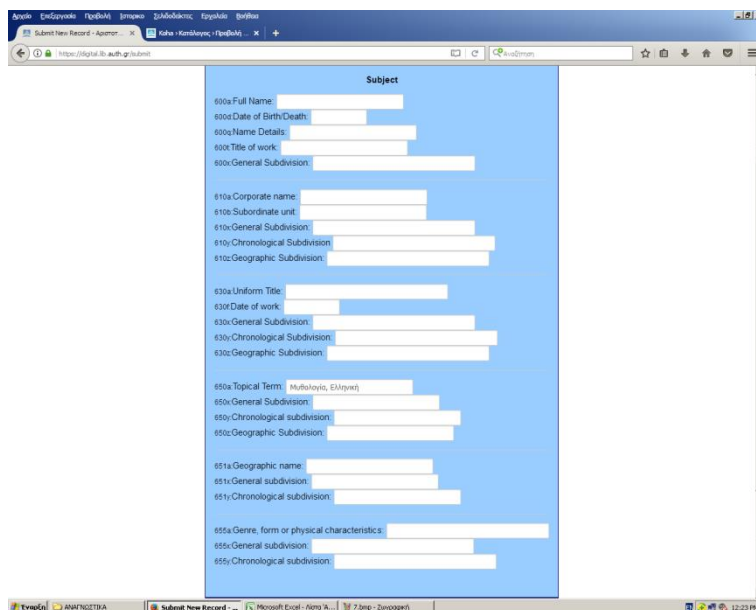 Αρχείο Επεξεργασία Προβολή Ιστορικό Σελιδοδείκτες Εργαλεία Βοήθεια
Submit New Record - Αριστοτ... × Koha › Κατάλογος › Προβολή ... × +
https://digital.lib.auth.gr/submit Αναζήτηση
Subject
600a:Full Name:
600d:Date of Birth/Death:
600q:Name Details:
600t:Title of work:
600x:General Subdivision:
610a:Corporate name:
610b:Subordinate unit:
610x:General Subdivision:
610y:Chronological Subdivision
610z:Geographic Subdivision:
630a:Uniform Title:
630f:Date of work:
630x:General Subdivision:
630y:Chronological Subdivision:
630z:Geographic Subdivision:
650a:Topical Term: Μυθολογία, Ελληνική
650x:General Subdivision:
650y:Chronological subdivision:
650z:Geographic Subdivision:
651a:Geographic name:
651x:General subdivision:
651y:Chronological subdivision:
655a:Genre, form or physical characteristics:
655x:General subdivision:
655y:Chronological subdivision:
Έναρξη ΑΝΑΓΝΩΣΤΙΚΑ Submit New Record - ... Microsoft Excel - Λίστα 'Α... 7.bmp - Ζωγραφική